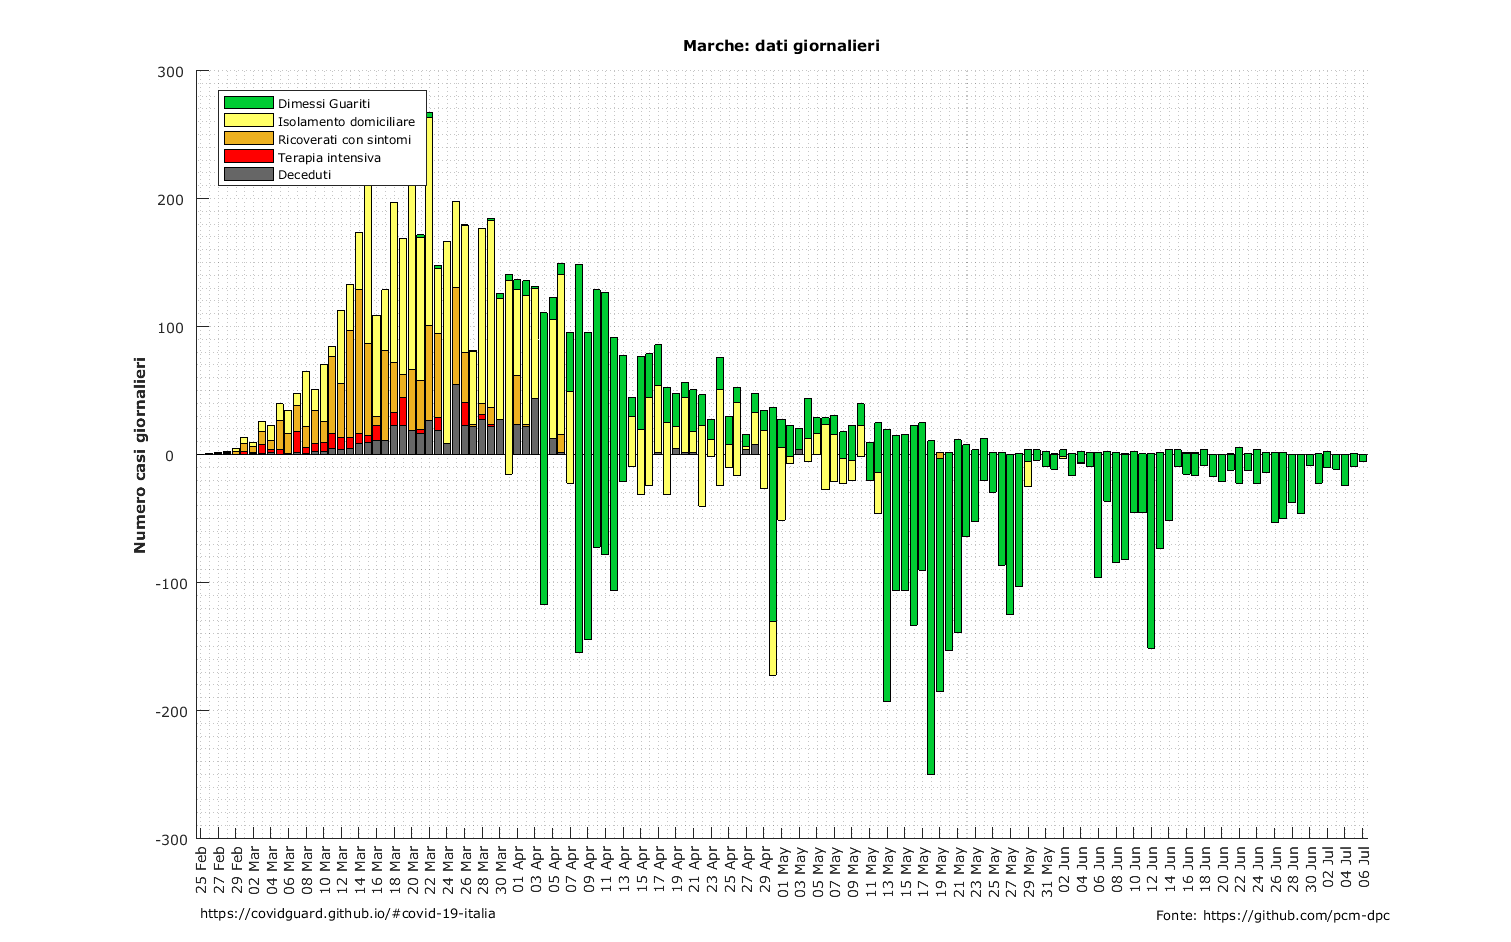 Marche: dati giornalieri
300
200
100
0
-100
-200
-300
Numero casi giornalieri
Dimessi Guariti
Isolamento domiciliare
Ricoverati con sintomi
Terapia intensiva
Deceduti
25 Feb
27 Feb
29 Feb
02 Mar
04 Mar
06 Mar
08 Mar
10 Mar
12 Mar
14 Mar
16 Mar
18 Mar
20 Mar
22 Mar
24 Mar
26 Mar
28 Mar
30 Mar
01 Apr
03 Apr
05 Apr
07 Apr
09 Apr
11 Apr
13 Apr
15 Apr
17 Apr
19 Apr
21 Apr
23 Apr
25 Apr
27 Apr
29 Apr
01 May
03 May
05 May
07 May
09 May
11 May
13 May
15 May
17 May
19 May
21 May
23 May
25 May
27 May
29 May
31 May
02 Jun
04 Jun
06 Jun
08 Jun
10 Jun
12 Jun
14 Jun
16 Jun
18 Jun
20 Jun
22 Jun
24 Jun
26 Jun
28 Jun
30 Jun
02 Jul
04 Jul
06 Jul
https://covidguard.github.io/#covid-19-italia
Fonte: https://github.com/pcm-dpc